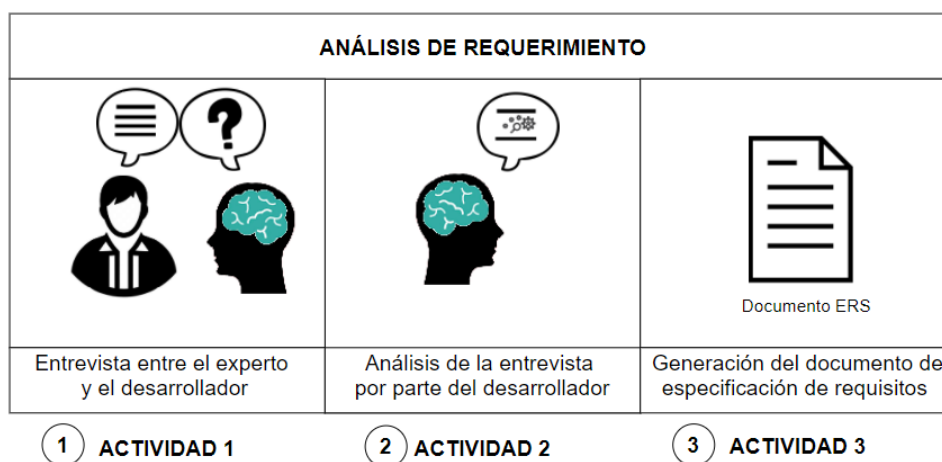 ANÁLISIS DE REQUERIMIENTO
?
Documento ERS
Entrevista entre el experto
y el desarrollador
Análisis de la entrevista
por parte del desarrollador
Generación del documento de
especificación de requisitos
1 ACTIVIDAD 1
2 ACTIVIDAD 2
3 ACTIVIDAD 3